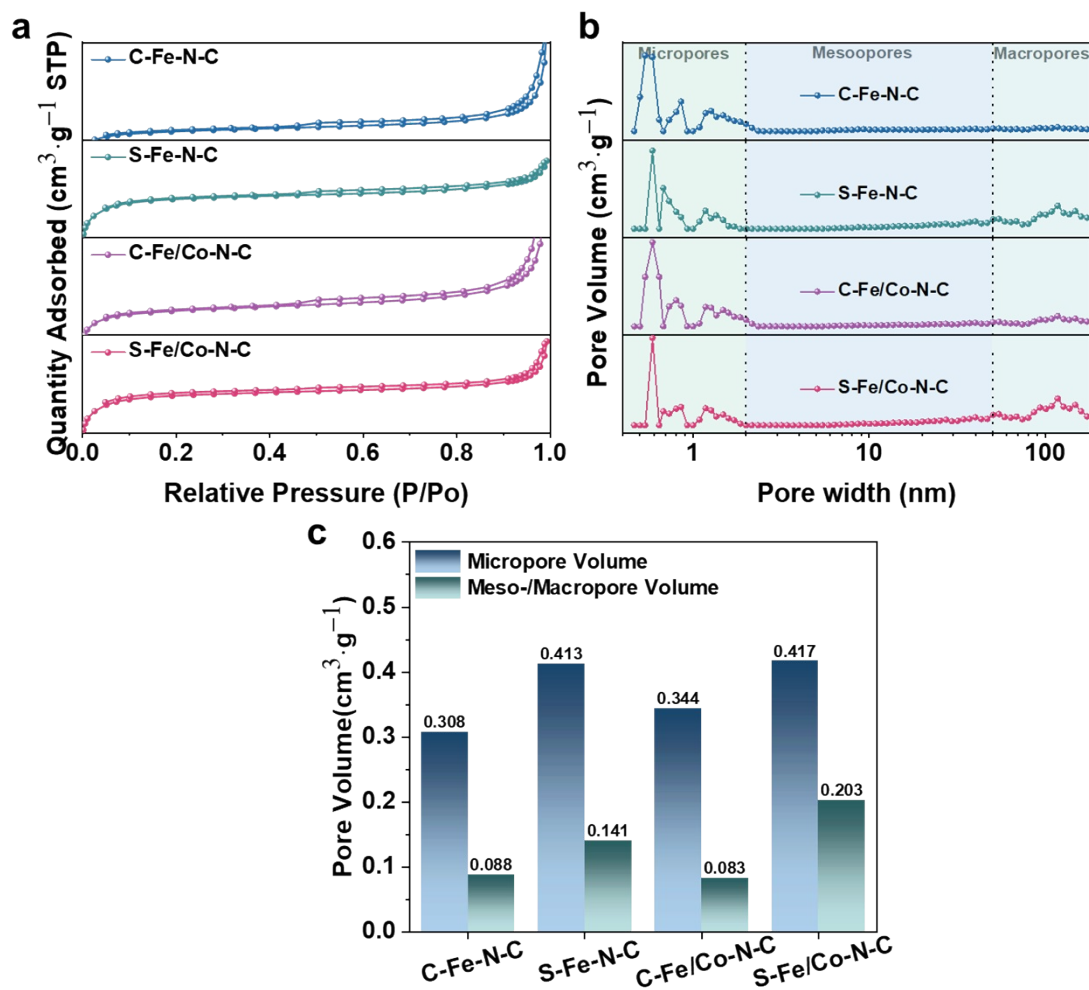 a
Quantity Adsorbed (cm³·g⁻¹ STP)
C-Fe-N-C
S-Fe-N-C
C-Fe/Co-N-C
S-Fe/Co-N-C
0.0 0.2 0.4 0.6 0.8 1.0
Relative Pressure (P/Po)
b
Pore Volume (cm³·g⁻¹)
Micropores Mesoopores Macropores
C-Fe-N-C
S-Fe-N-C
C-Fe/Co-N-C
S-Fe/Co-N-C
1 10 100
Pore width (nm)
c
Pore Volume(cm³·g⁻¹)
0.6
0.5
0.4
0.3
0.2
0.1
0.0
Micropore Volume
Meso-/Macropore Volume
0.308
0.088
0.413
0.141
0.344
0.083
0.417
0.203
C-Fe-N-C
S-Fe-N-C
C-Fe/Co-N-C
S-Fe/Co-N-C